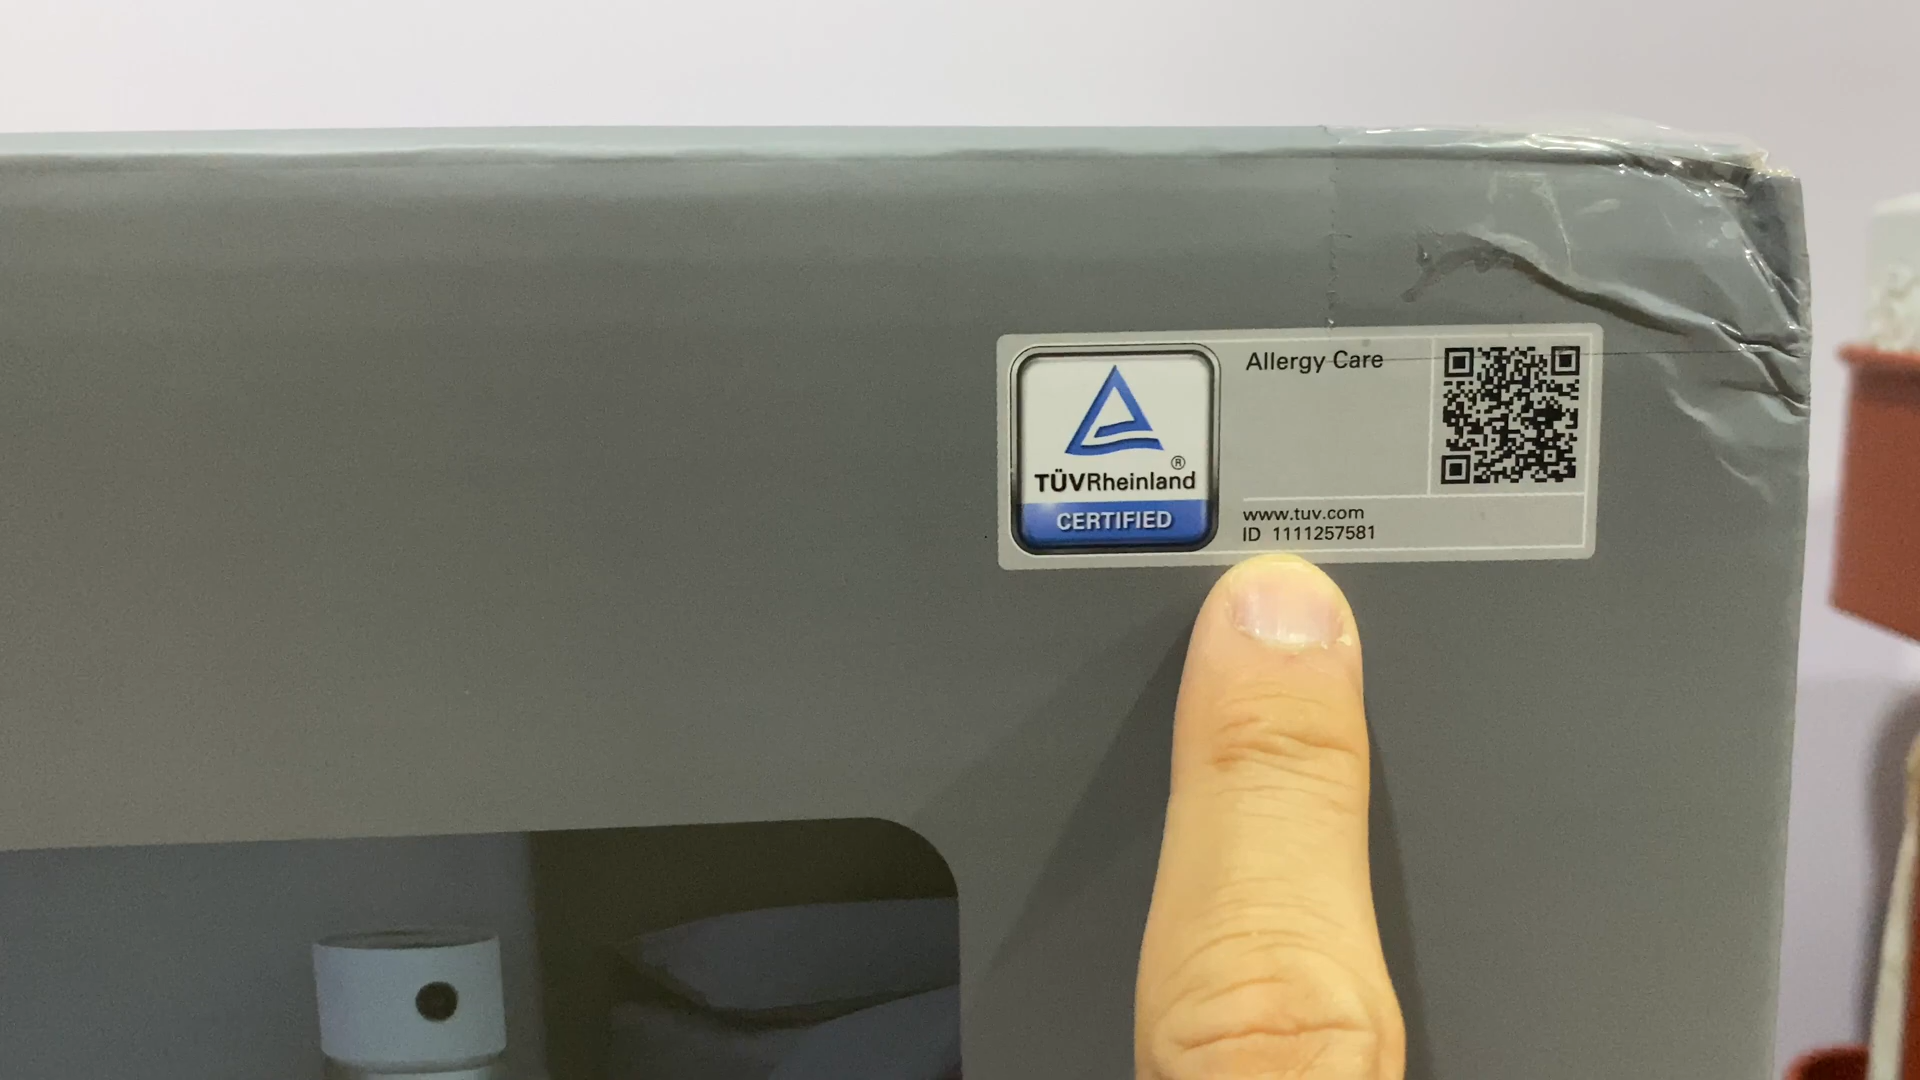 Allergy Care
®
TÜVRheinland
CERTIFIED
www.tuv.com
ID 1111257581